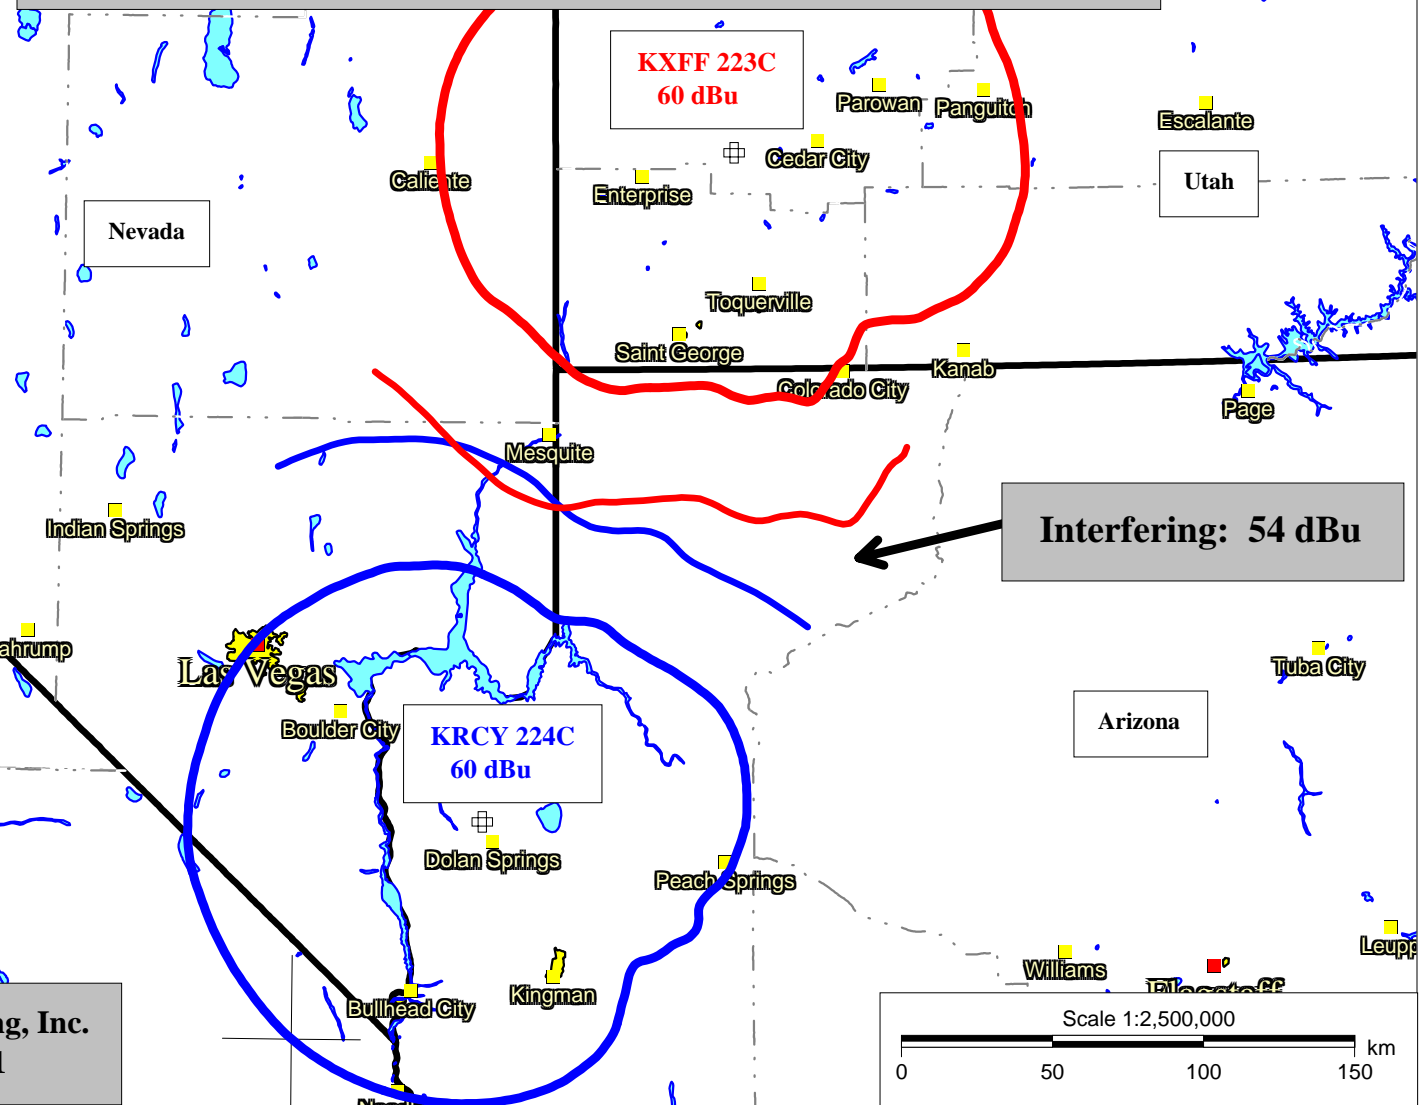 KXFF 223C
60 dBu
Parowan
Panguitch
Escalante
Cedar City
Caliente
Enterprise
Utah
Nevada
Toquerville
Saint George
Kanab
Colorado City
Page
Mesquite
Indian Springs
Interfering: 54 dBu
ahrump
Las Vegas
Tuba City
Boulder City
KRCY 224C
60 dBu
Arizona
Dolan Springs
Peach Springs
Leupp
Williams
Flagstaff
Kingman
Bullhead City
ng, Inc.
Scale 1:2,500,000
km
0 50 100 150